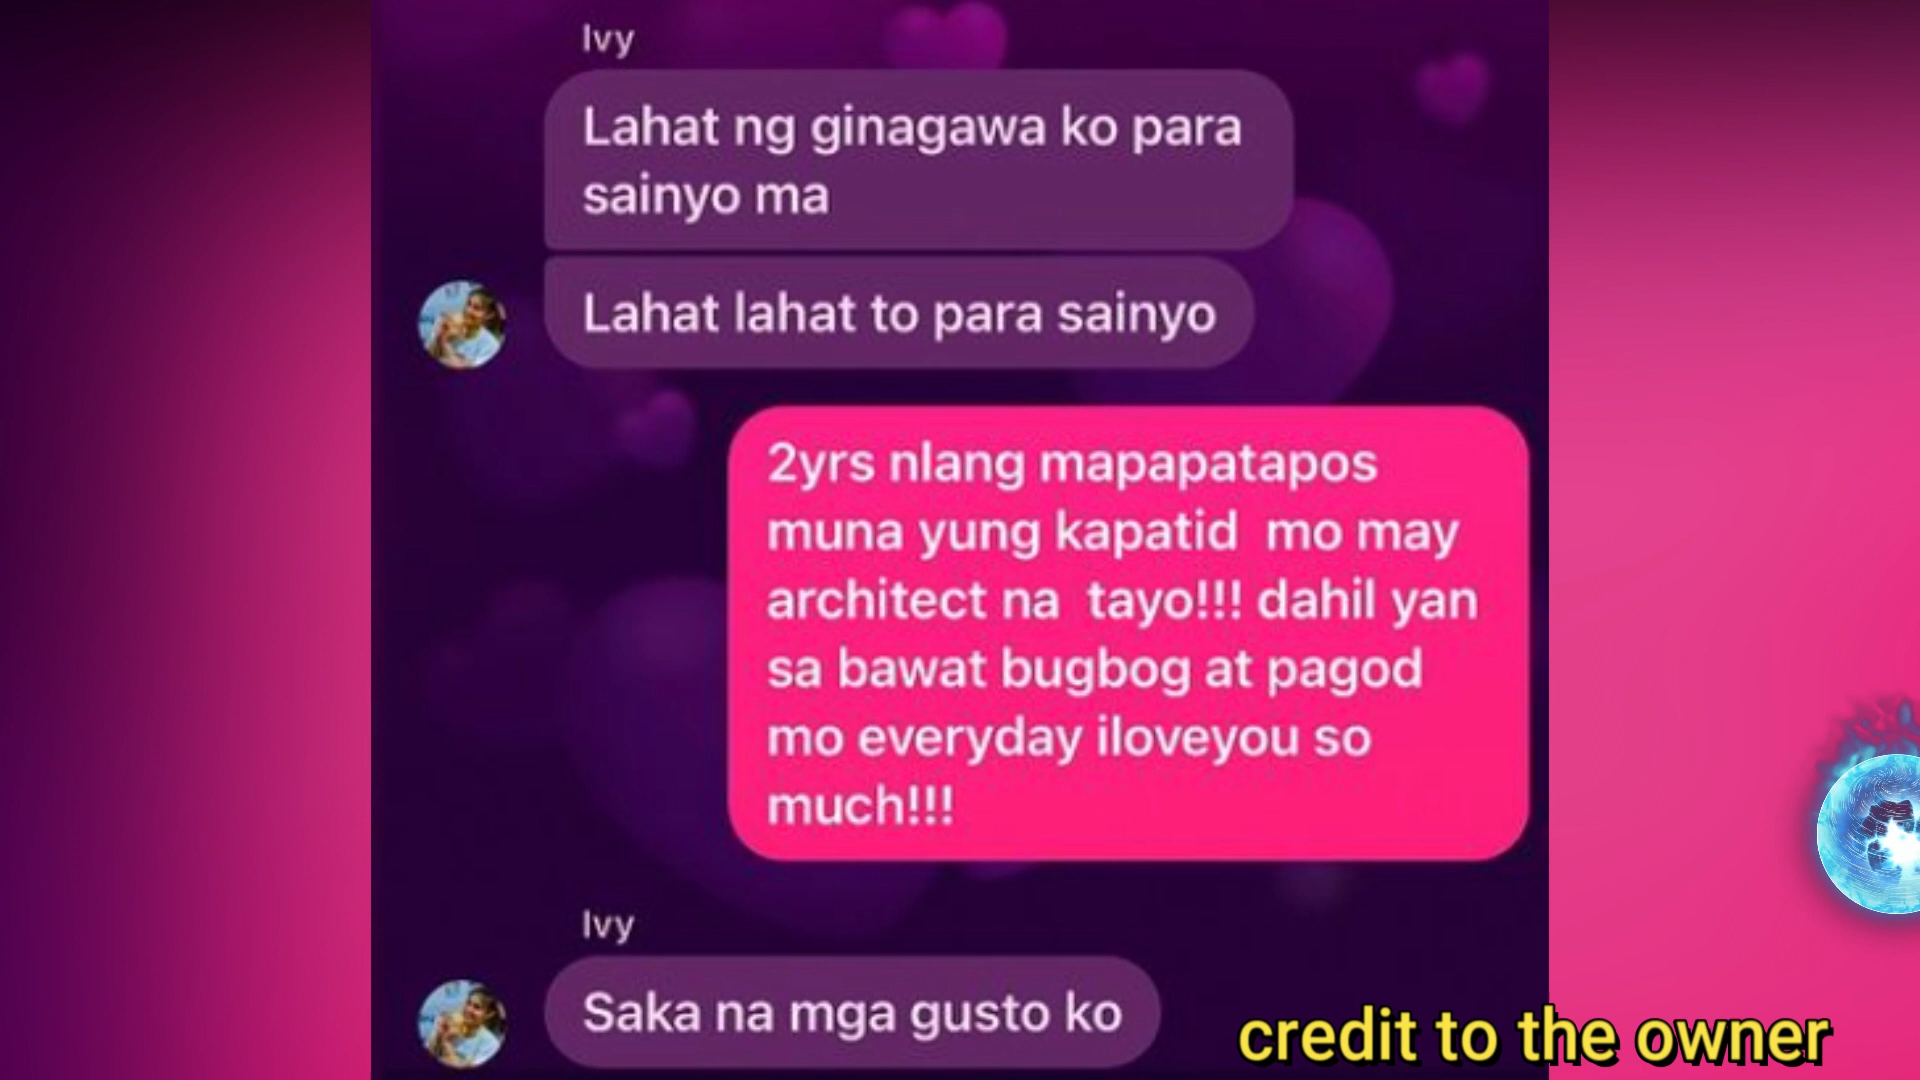 Ivy
Lahat ng ginagawa ko para
sainyo ma
Lahat lahat to para sainyo
2yrs nlang mapapatapos
muna yung kapatid  mo may
architect na  tayo!!! dahil yan
sa bawat bugbog at pagod
mo everyday iloveyou so
much!!!
Ivy
Saka na mga gusto ko
credit to the owner